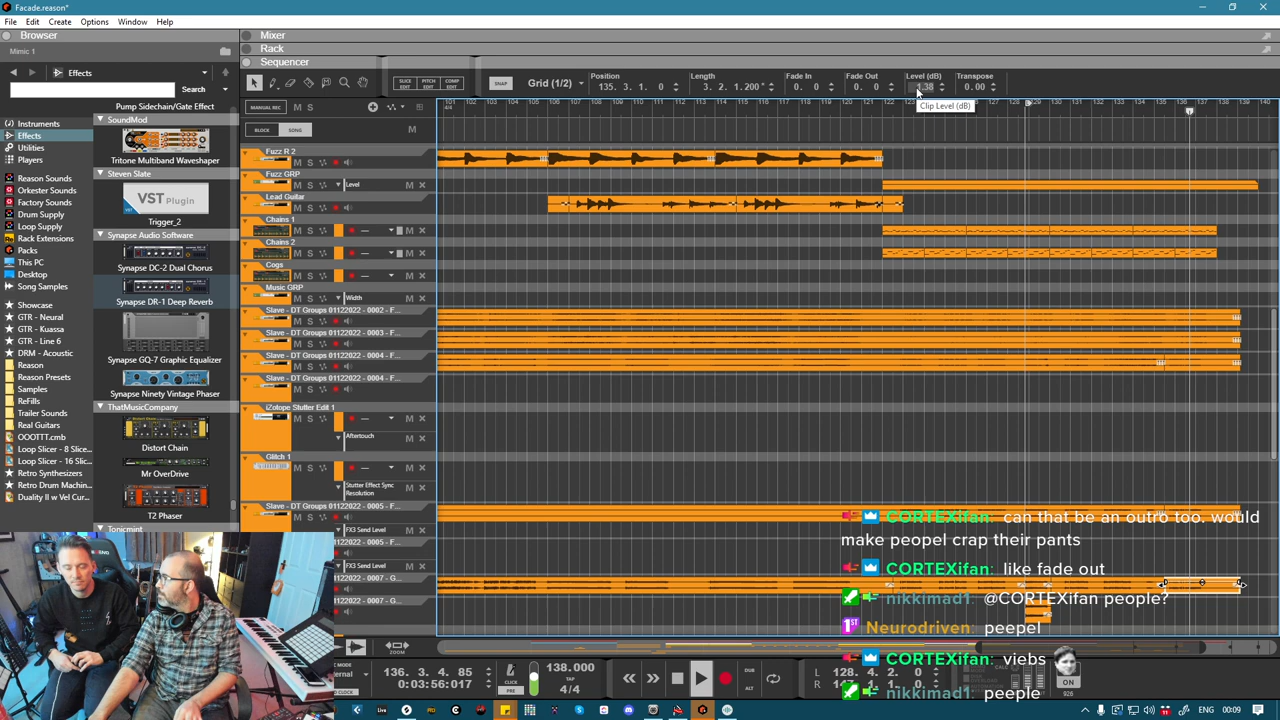 Facade.reason*
File Edit Create Options Window Help
Browser
Mimic 1
Effects
Search
Instruments
Effects
Utilities
Players
Reason Sounds
Orkester Sounds
Factory Sounds
Drum Supply
Loop Supply
Rack Extensions
Packs
This PC
Desktop
Song Samples
Showcase
GTR - Neural
GTR - Kuassa
GTR - Line 6
DRM - Acoustic
Reason
Reason Presets
Samples
ReFills
Trailer Sounds
Real Guitars
OOOTTT.cmb
Loop Slicer - 8 Slice...
Loop Slicer - 16 Slic...
Retro Synthesizers
Retro Drum Machin...
Duality II w Vel Cur...
Pump Sidechain/Gate Effect
SoundMod
Tritone Multiband Waveshaper
Steven Slate
VST Plugin
Trigger_2
Synapse Audio Software
Synapse DC-2 Dual Chorus
Synapse DR-1 Deep Reverb
Synapse GQ-7 Graphic Equalizer
Synapse Ninety Vintage Phaser
ThatMusicCompany
Distort Chain
Mr OverDrive
T2 Phaser
Tonicmint
Mixer
Rack
Sequencer
SLICE EDIT PITCH EDIT COMP EDIT
SNAP Grid (1/2)
Position
135. 3. 1. 0
Length
3. 2. 1.200 *
Fade In
0. 0
Fade Out
0. 0
Level (dB)
Transpose
0.00
Clip Level (dB)
MANUAL REC M S
BLOCK SONG M
Fuzz R 2
M S
Fuzz GRP
M S Level M
Lead Guitar
M S
Chains 1
M S
Chains 2
M S
Cogs
M S
Music GRP
M S Width M
Slave - DT Groups 01122022 - 0002 - F...
M S
Slave - DT Groups 01122022 - 0003 - F...
M S
Slave - DT Groups 01122022 - 0004 - F...
M S
Slave - DT Groups 01122022 - 0004 - F...
M S
iZotope Stutter Edit 1
M S
Aftertouch M
Glitch 1
M S
Stutter Effect Sync Resolution M
Slave - DT Groups 01122022 - 0005 - F...
FX3 Send Level M
FX3 Send Level M
CORTEXifan: can that be an outro too. would
make peopel crap their pants
CORTEXifan: like fade out
nikkimad1: @CORTEXifan people?
1ST Neurodriven: peepel
CORTEXifan: viebs
nikkimad1: peeple
136. 3. 4. 85
0:03:56:017
CLICK
PRE
138.000
TAP
4/4
DUB
ALT
L 128. 4. 2. 0
R
ON
926
00:09